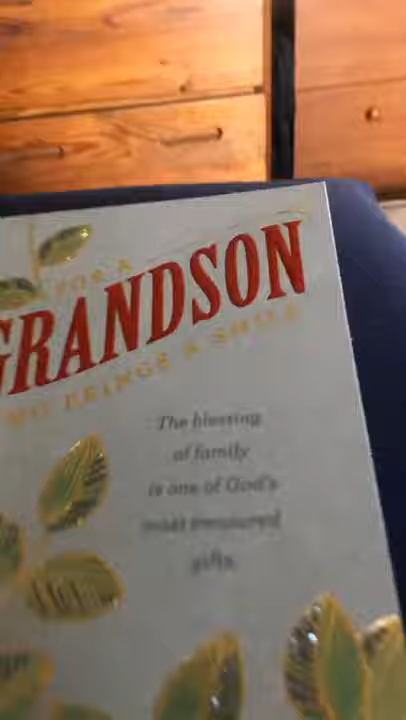 FOR A
GRANDSON
WHO BRINGS A SMILE
The blessing
of family
is one of God's
most treasured
gifts.